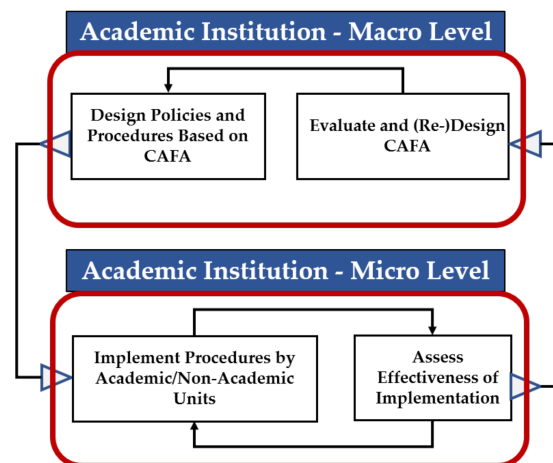 Academic Institution - Macro Level
Design Policies and
Procedures Based on
CAFA
Evaluate and (Re-)Design
CAFA
Academic Institution - Micro Level
Implement Procedures by
Academic/Non-Academic
Units
Assess
Effectiveness of
Implementation